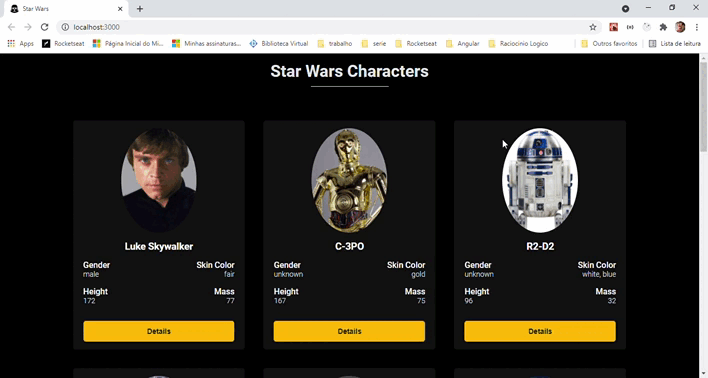 Star Wars
localhost:3000
Apps Rocketseat Página Inicial do Mi... Minhas assinaturas... Biblioteca Virtual trabalho serie Rocketseat Angular Raciocinio Logico Outros favoritos Lista de leitura
Star Wars Characters
Luke Skywalker C-3PO R2-D2
Gender Skin Color Gender Skin Color Gender Skin Color
male fair unknown gold unknown white, blue
Height Mass Height Mass Height Mass
172 77 167 75 96 32
Details Details Details